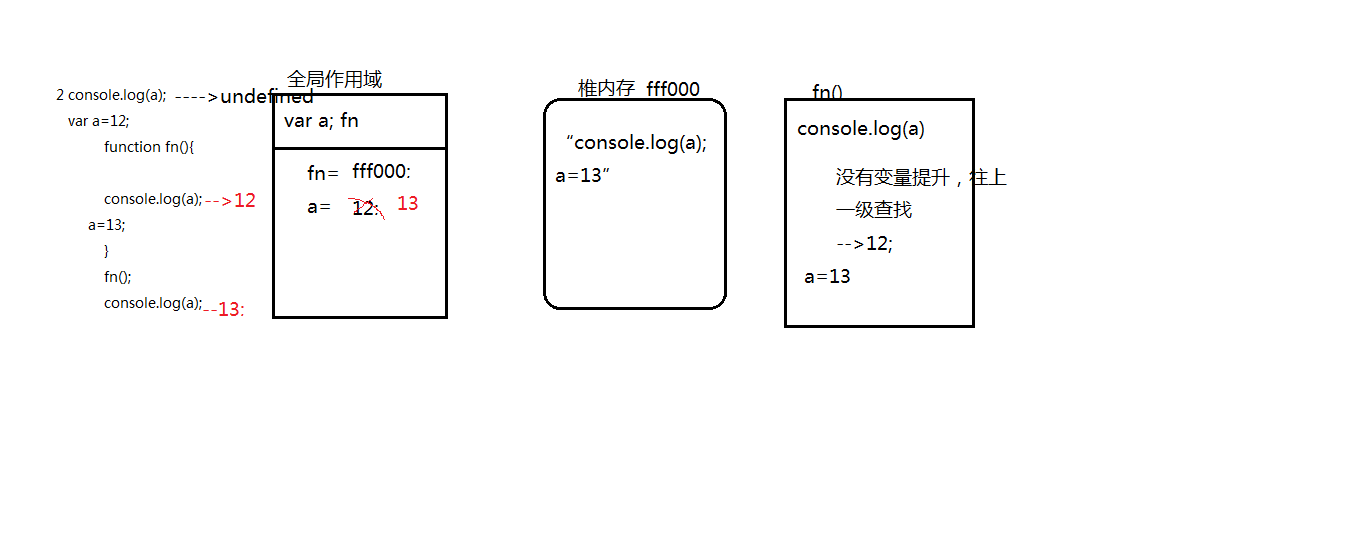 2 console.log(a); ---->undefined
var a=12;
function fn(){
console.log(a);-->12
a=13;
}
fn();
console.log(a);--13:
全局作用域
var a; fn
fn= fff000:
a= 12: 13
椎内存 fff000
“console.log(a);
a=13”
fn()
console.log(a)
没有变量提升，往上
一级查找
-->12;
a=13